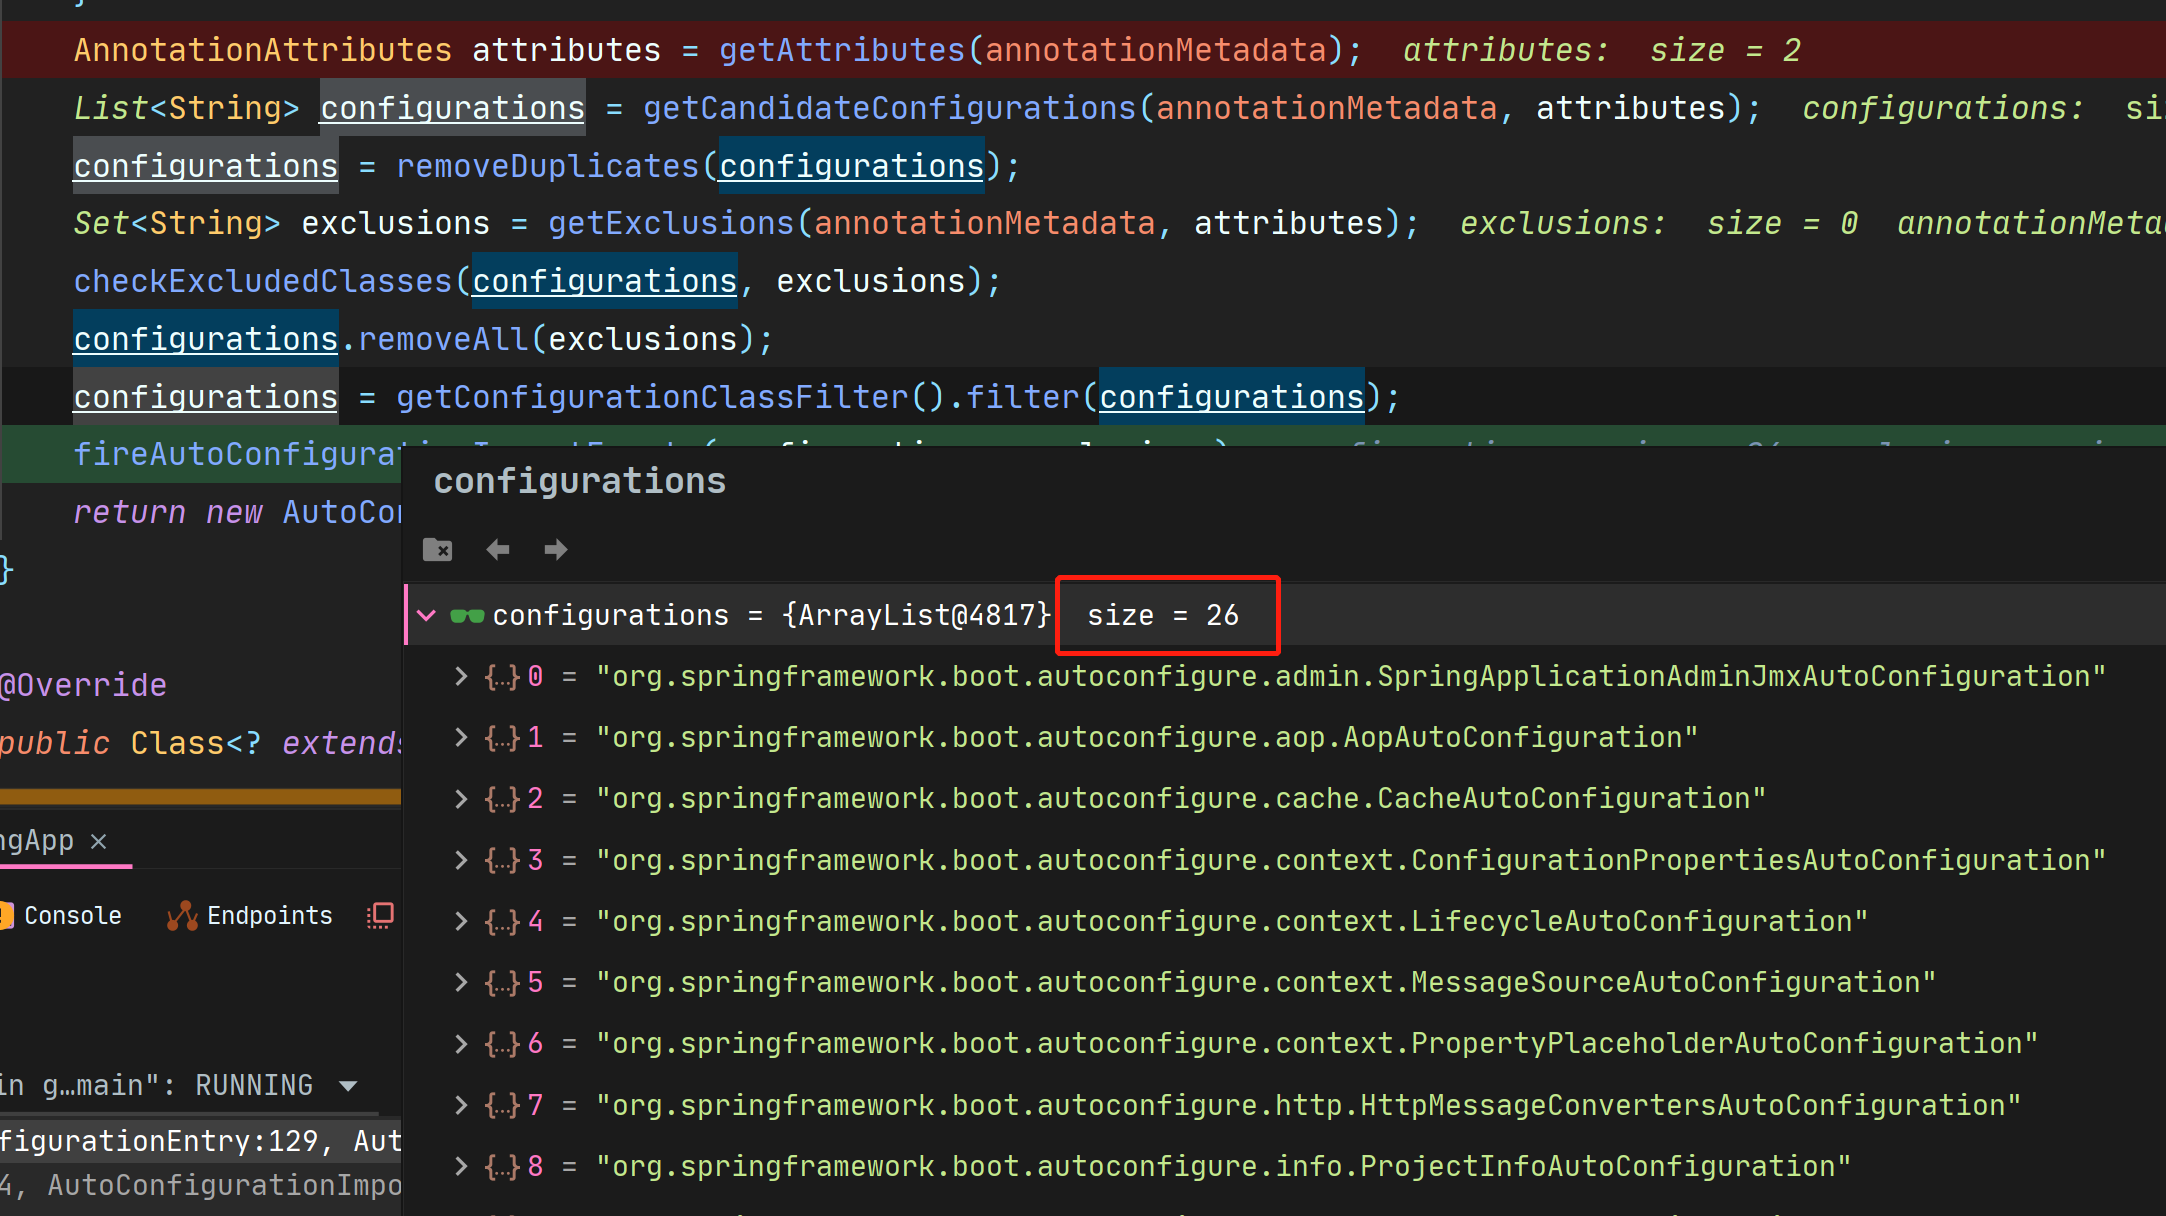 }
AnnotationAttributes attributes = getAttributes(annotationMetadata);  attributes:  size = 2
List<String> configurations = getCandidateConfigurations(annotationMetadata, attributes);  configurations:  si
configurations = removeDuplicates(configurations);
Set<String> exclusions = getExclusions(annotationMetadata, attributes);  exclusions:  size = 0  annotationMeta
checkExcludedClasses(configurations, exclusions);
configurations.removeAll(exclusions);
configurations = getConfigurationClassFilter().filter(configurations);
fireAutoConfigurat
return new AutoCon
}
@Override
public Class<? extends
configurations
configurations = {ArrayList@4817}  size = 26
{...} 0 = "org.springframework.boot.autoconfigure.admin.SpringApplicationAdminJmxAutoConfiguration"
{...} 1 = "org.springframework.boot.autoconfigure.aop.AopAutoConfiguration"
{...} 2 = "org.springframework.boot.autoconfigure.cache.CacheAutoConfiguration"
{...} 3 = "org.springframework.boot.autoconfigure.context.ConfigurationPropertiesAutoConfiguration"
{...} 4 = "org.springframework.boot.autoconfigure.context.LifecycleAutoConfiguration"
{...} 5 = "org.springframework.boot.autoconfigure.context.MessageSourceAutoConfiguration"
{...} 6 = "org.springframework.boot.autoconfigure.context.PropertyPlaceholderAutoConfiguration"
{...} 7 = "org.springframework.boot.autoconfigure.http.HttpMessageConvertersAutoConfiguration"
{...} 8 = "org.springframework.boot.autoconfigure.info.ProjectInfoAutoConfiguration"
ngApp ×
Console  Endpoints
in g…main": RUNNING
figurationEntry:129, Aut
4, AutoConfigurationImpo